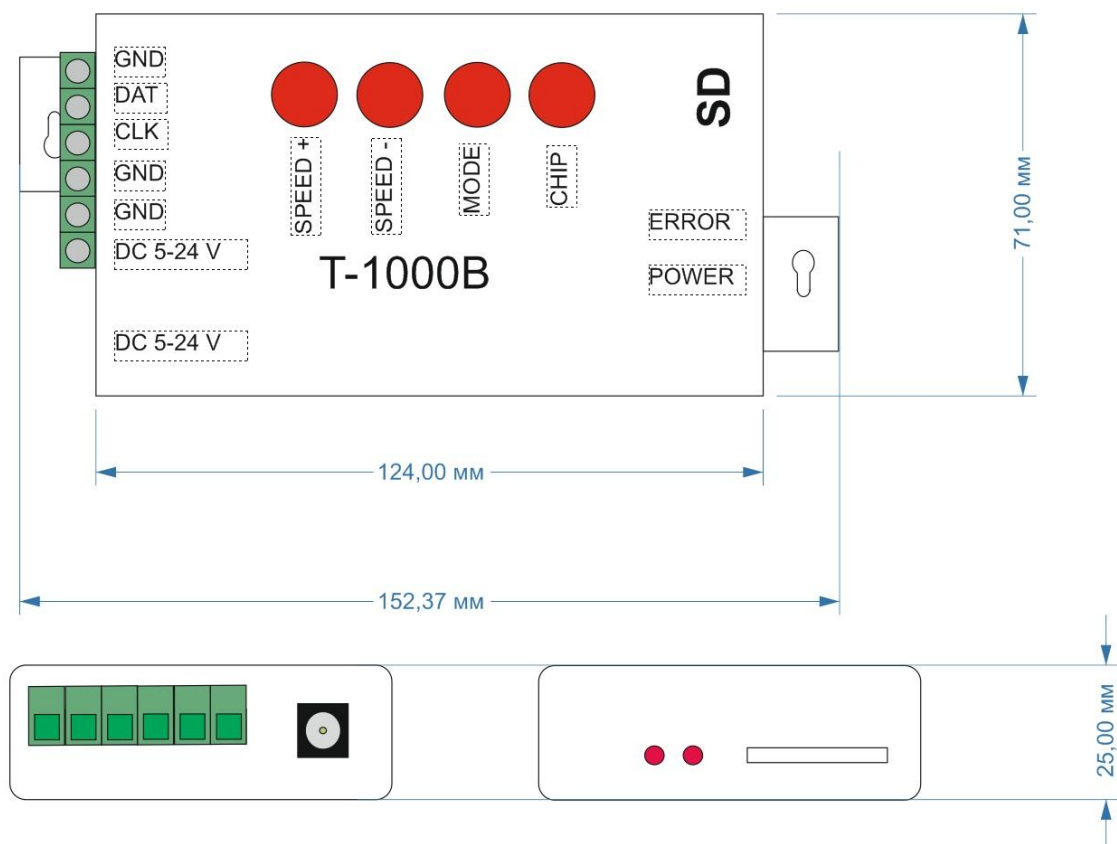 GND
DAT
CLK
GND
GND
DC 5-24 V
DC 5-24 V
SPEED +
SPEED -
MODE
CHIP
SD
ERROR
POWER
T-1000B
71,00 мм
124,00 мм
152,37 мм
25,00 мм